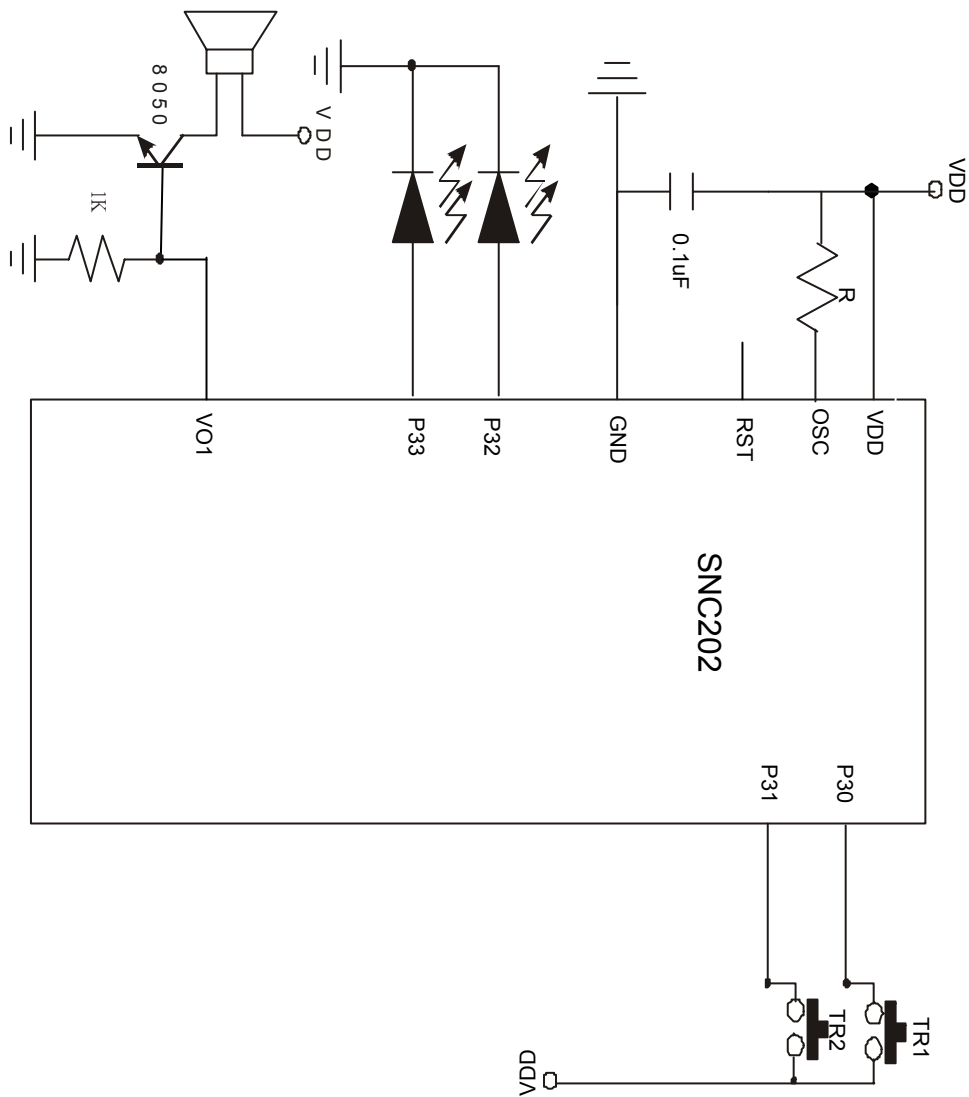 VDD
R
0.1uF
VDD
8050
1K
VDD
OSC
RST
GND
P32
P33
VO1
SNC202
P30
P31
TR1
TR2
VDD